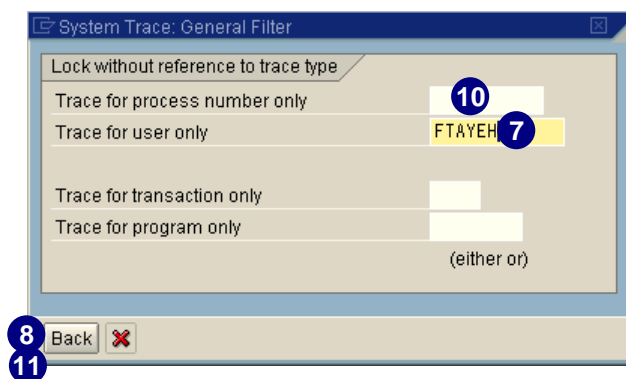 System Trace: General Filter
Lock without reference to trace type
Trace for process number only 10
Trace for user only FTAYEH 7
Trace for transaction only
Trace for program only
(either or)
8 Back
11